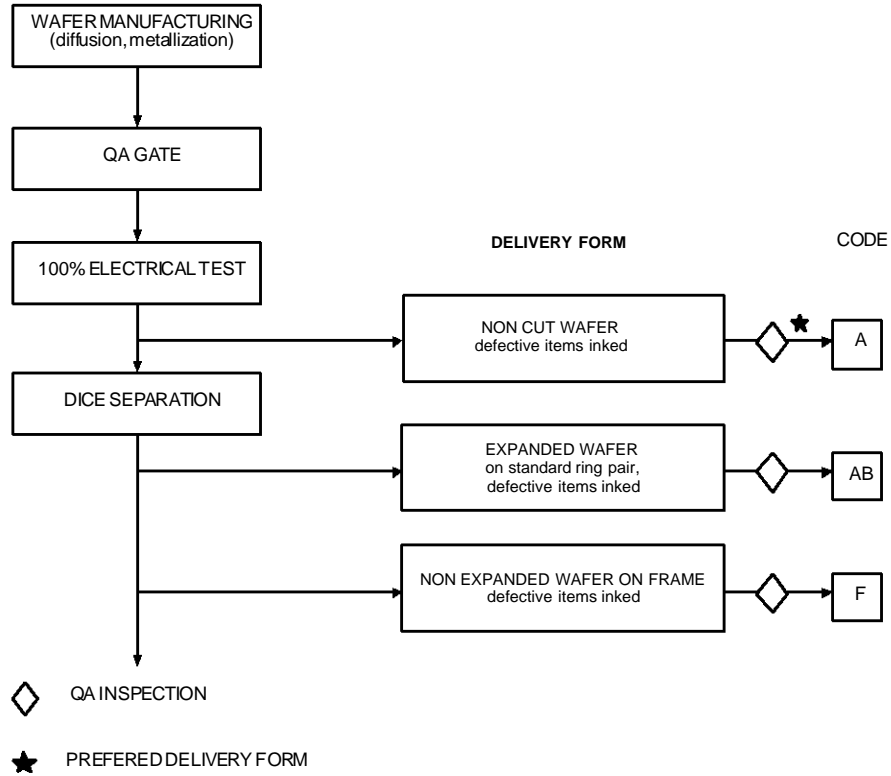 WAFER MANUFACTURING
(diffusion, metallization)
QA GATE
100% ELECTRICAL TEST
DELIVERY FORM
CODE
NON CUT WAFER
defective items inked
A
DICE SEPARATION
EXPANDED WAFER
on standard ring pair,
defective items inked
AB
NON EXPANDED WAFER ON FRAME
defective items inked
F
QA INSPECTION
PREFERED DELIVERY FORM